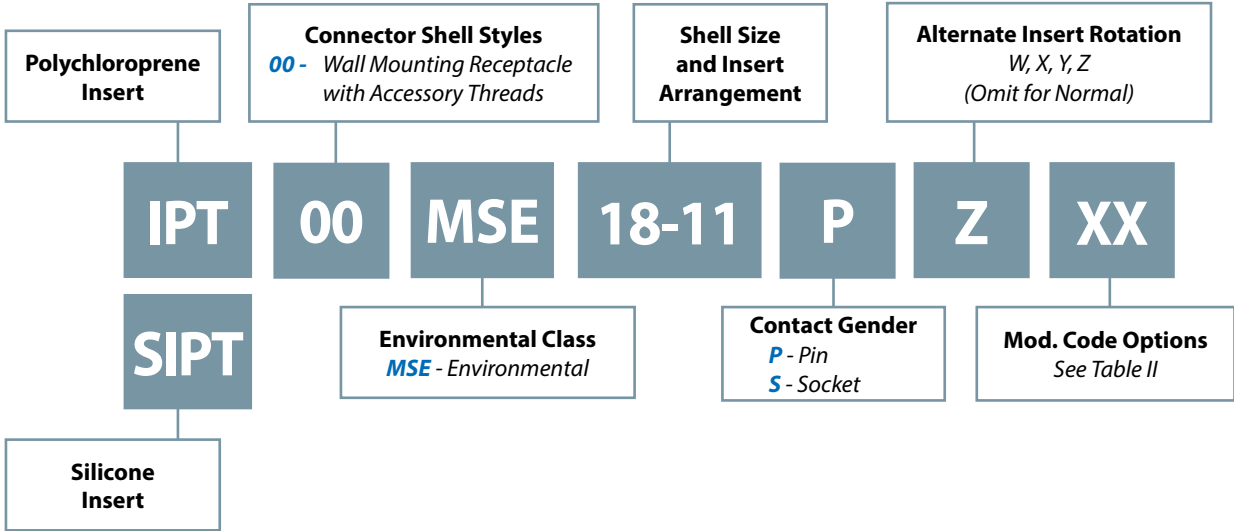 Polychloroprene
Insert
Connector Shell Styles
00 - Wall Mounting Receptacle
with Accessory Threads
Shell Size
and Insert
Arrangement
Alternate Insert Rotation
W, X, Y, Z
(Omit for Normal)
IPT 00 MSE 18-11 P Z XX
SIPT
Environmental Class
MSE - Environmental
Contact Gender
P - Pin
S - Socket
Mod. Code Options
See Table II
Silicone
Insert